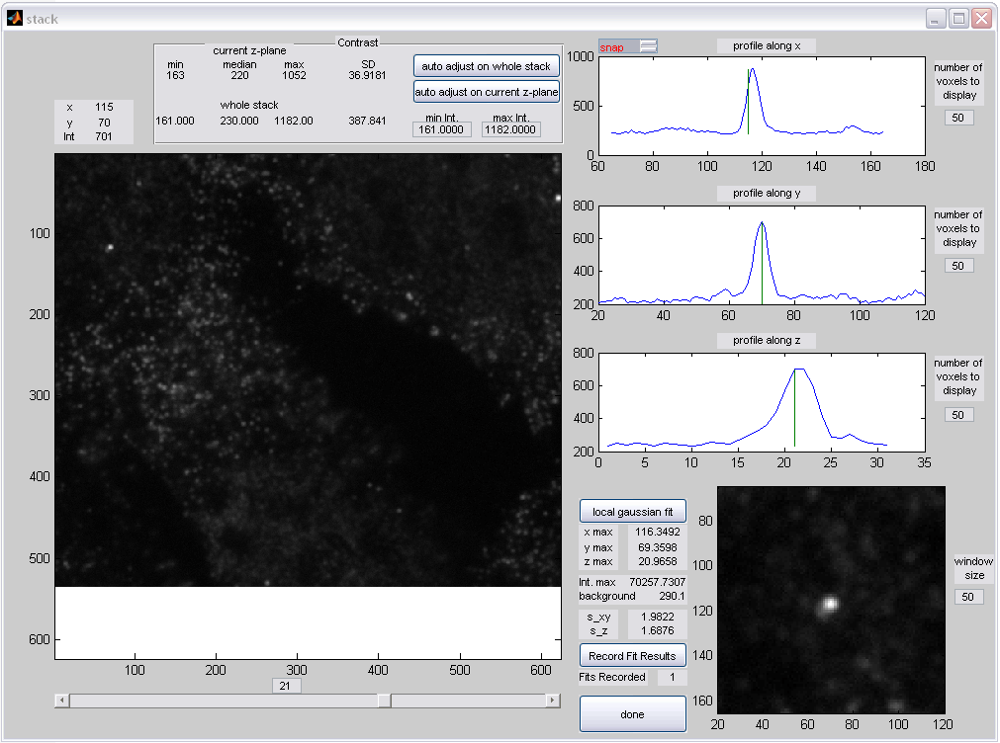 stack
Contrast
current z-plane
min median max SD
163 220 1052 36.9181
whole stack
161.000 230.000 1182.00 387.841
auto adjust on whole stack
auto adjust on current z-plane
min Int. max Int.
161.0000 1182.0000
x 115
y 70
Int 701
100
200
300
400
500
600
100 200 300 400 500 600
21
snap
profile along x
1000
500
0
60 80 100 120 140 160 180
number of
voxels to
display
50
profile along y
800
600
400
200
20 40 60 80 100 120
number of
voxels to
display
50
profile along z
800
600
400
200
0 5 10 15 20 25 30 35
number of
voxels to
display
50
local gaussian fit
x max 116.3492
y max 69.3598
z max 20.9658
Int. max 70257.7307
background 290.1
s_xy 1.9822
s_z 1.6876
Record Fit Results
Fits Recorded 1
done
80
100
120
140
160
20 40 60 80 100 120
window
size
50